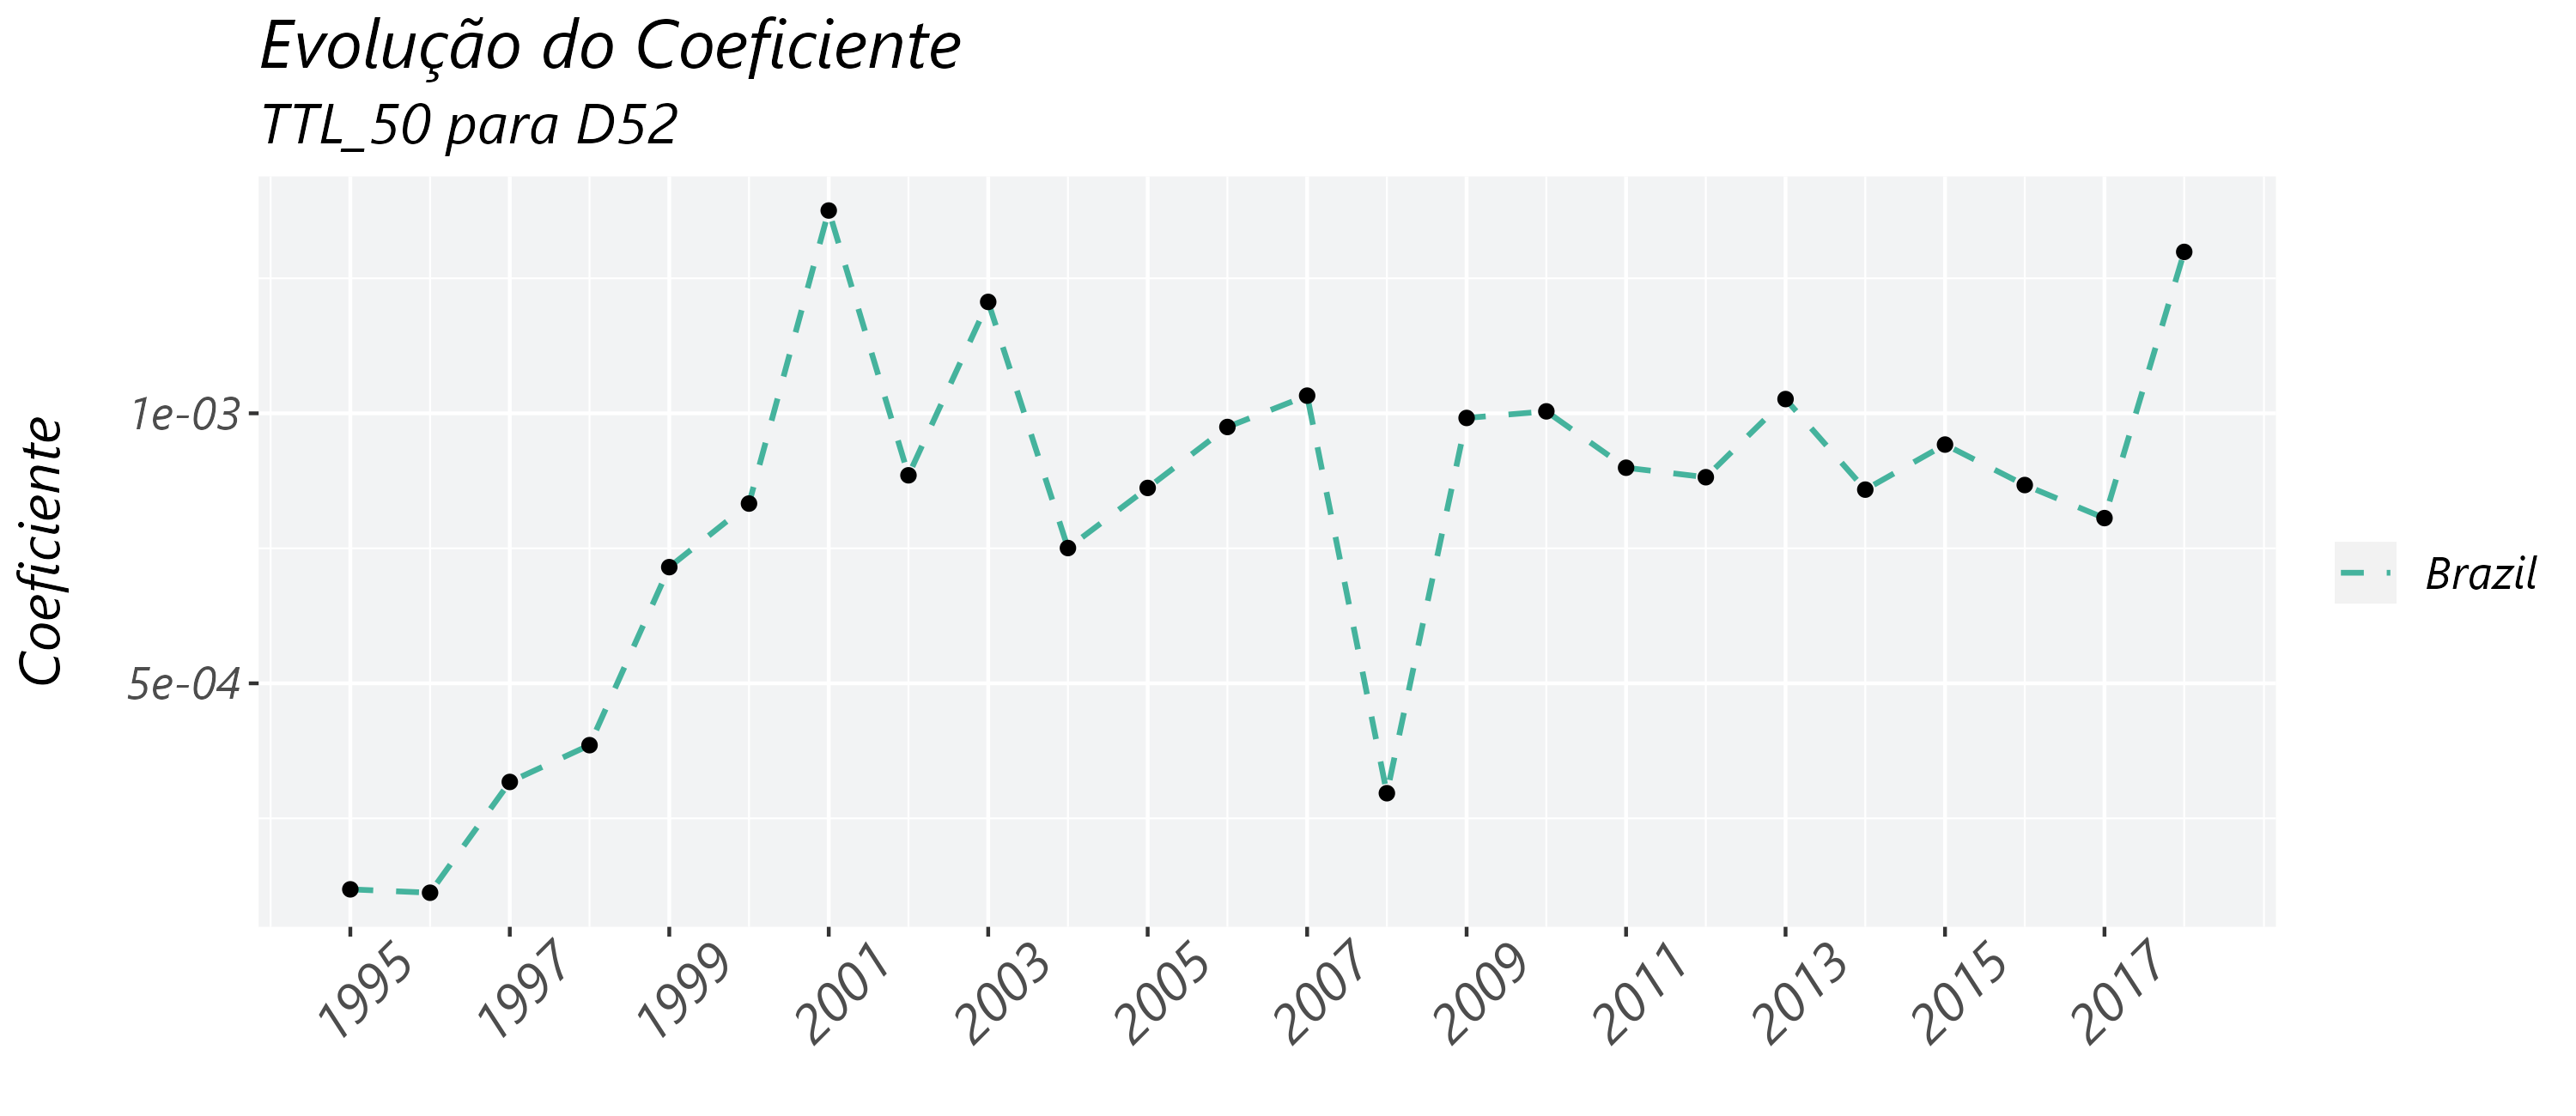 Evolução do Coeficiente
TTL_50 para D52
Coeficiente
1e-03
5e-04
1995
1997
1999
2001
2003
2005
2007
2009
2011
2013
2015
2017
Brazil